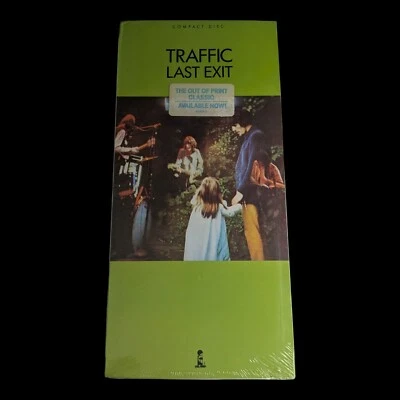 COMPACT DISC
TRAFFIC
LAST EXIT
THE OUT OF PRINT
CLASSIC
AVAILABLE NOW!